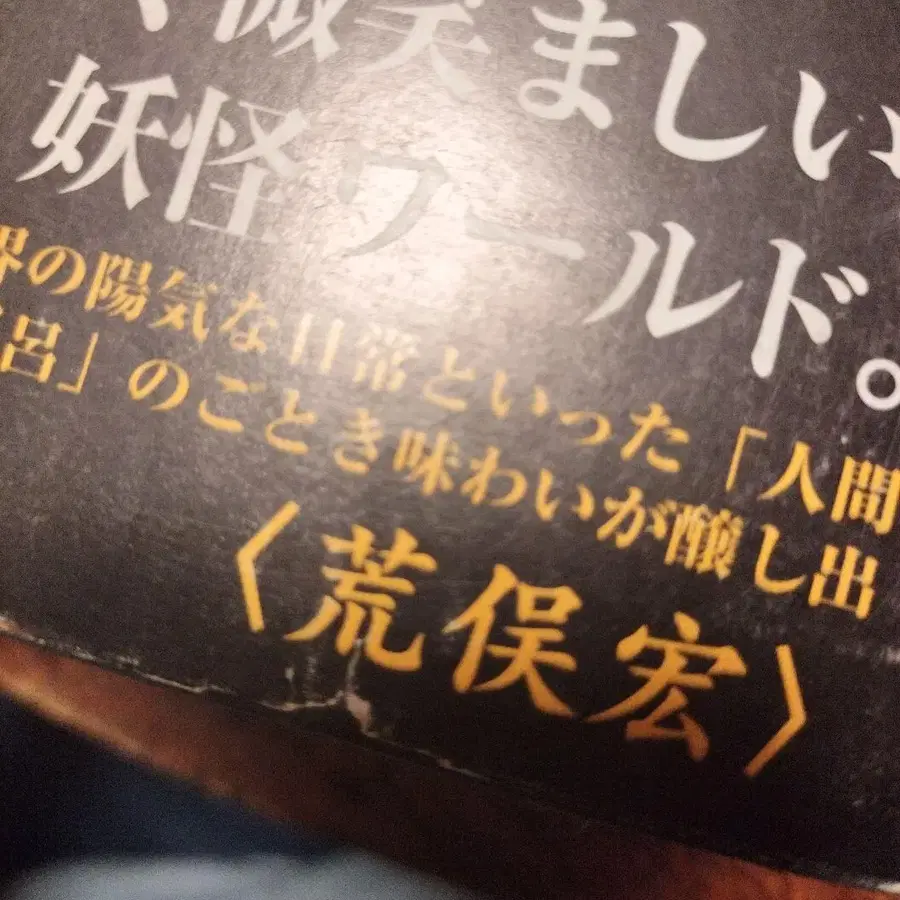 微笑ましい
妖怪ワールド。
界の陽気な日常といった「人間
呂」のごとき味わいが醸し出
〈荒俣宏〉